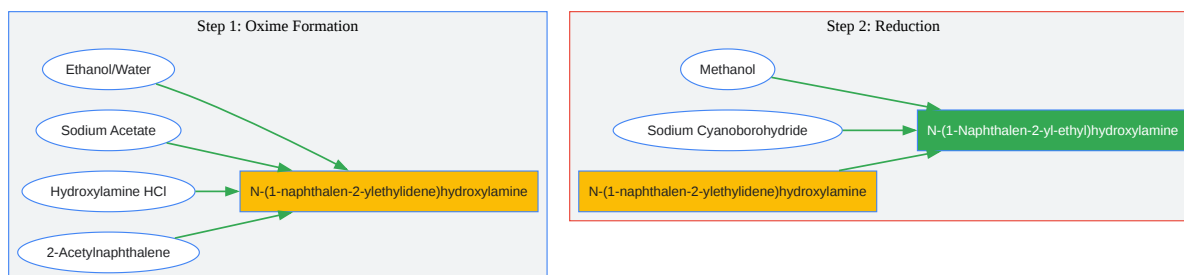 Step 1: Oxime Formation
Ethanol/Water
Sodium Acetate
Hydroxylamine HCl
2-Acetylnaphthalene
N-(1-naphthalen-2-ylethylidene)hydroxylamine
Step 2: Reduction
Methanol
Sodium Cyanoborohydride
N-(1-naphthalen-2-ylethylidene)hydroxylamine
N-(1-Naphthalen-2-yl-ethyl)hydroxylamine